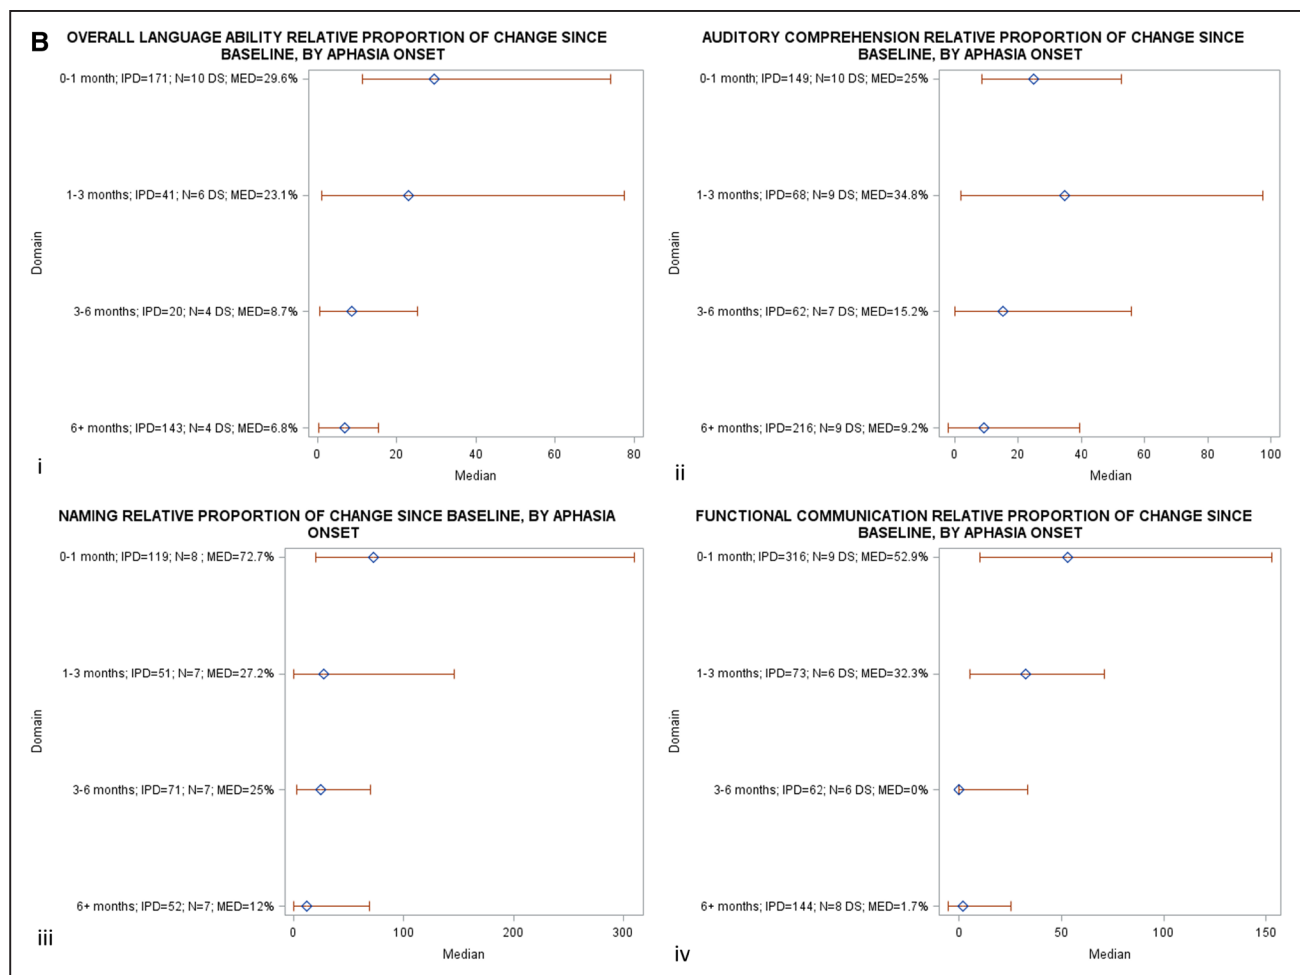 B
OVERALL LANGUAGE ABILITY RELATIVE PROPORTION OF CHANGE SINCE
BASELINE, BY APHASIA ONSET
0-1 month; IPD=171; N=10 DS; MED=29.6%
1-3 months; IPD=41; N=6 DS; MED=23.1%
3-6 months; IPD=20; N=4 DS; MED=8.7%
6+ months; IPD=143; N=4 DS; MED=6.8%
Domain
0 20 40 60 80
Median
i
AUDITORY COMPREHENSION RELATIVE PROPORTION OF CHANGE SINCE
BASELINE, BY APHASIA ONSET
0-1 month; IPD=149; N=10 DS; MED=25%
1-3 months; IPD=68; N=9 DS; MED=34.8%
3-6 months; IPD=62; N=7 DS; MED=15.2%
6+ months; IPD=216; N=9 DS; MED=9.2%
Domain
0 20 40 60 80 100
Median
ii
NAMING RELATIVE PROPORTION OF CHANGE SINCE BASELINE, BY APHASIA
ONSET
0-1 month; IPD=119; N=8 ; MED=72.7%
1-3 months; IPD=51; N=7; MED=27.2%
3-6 months; IPD=71; N=7; MED=25%
6+ months; IPD=52; N=7; MED=12%
Domain
0 100 200 300
Median
iii
FUNCTIONAL COMMUNICATION RELATIVE PROPORTION OF CHANGE SINCE
BASELINE, BY APHASIA ONSET
0-1 month; IPD=316; N=9 DS; MED=52.9%
1-3 months; IPD=73; N=6 DS; MED=32.3%
3-6 months; IPD=62; N=6 DS; MED=0%
6+ months; IPD=144; N=8 DS; MED=1.7%
Domain
0 50 100 150
Median
iv